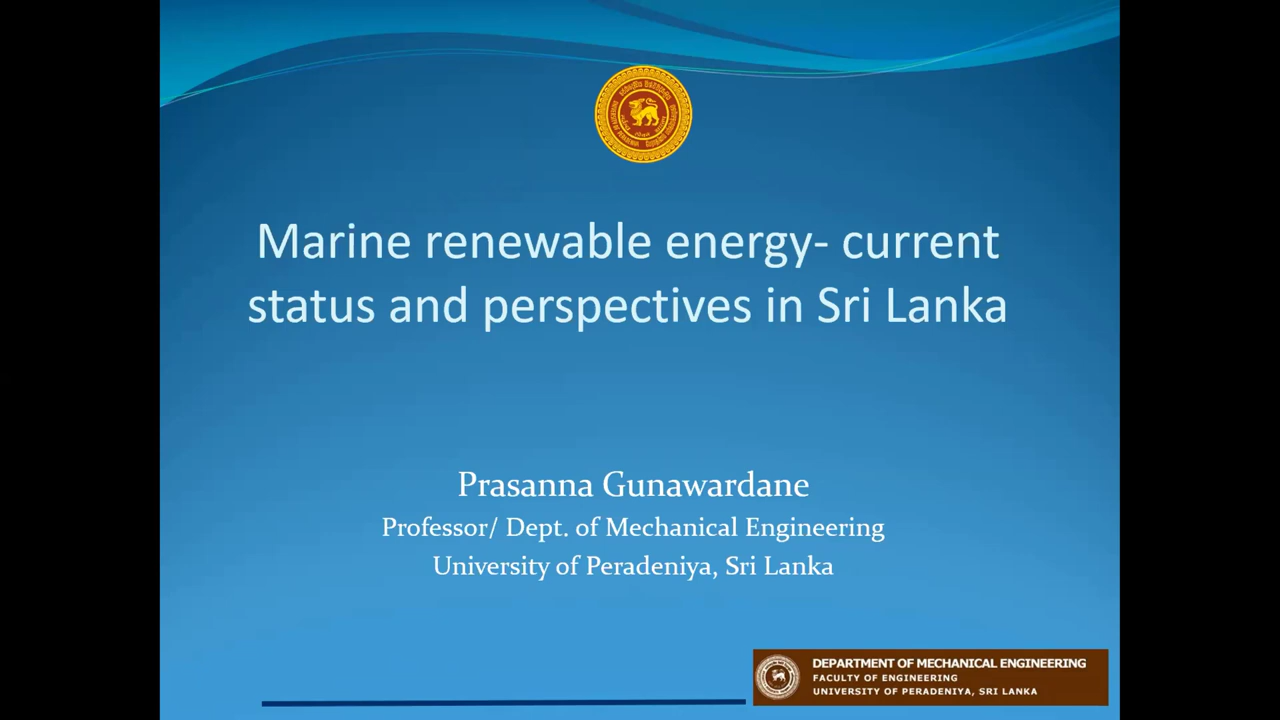 Marine renewable energy- current
status and perspectives in Sri Lanka
Prasanna Gunawardane
Professor/ Dept. of Mechanical Engineering
University of Peradeniya, Sri Lanka
DEPARTMENT OF MECHANICAL ENGINEERING
FACULTY OF ENGINEERING
UNIVERSITY OF PERADENIYA, SRI LANKA